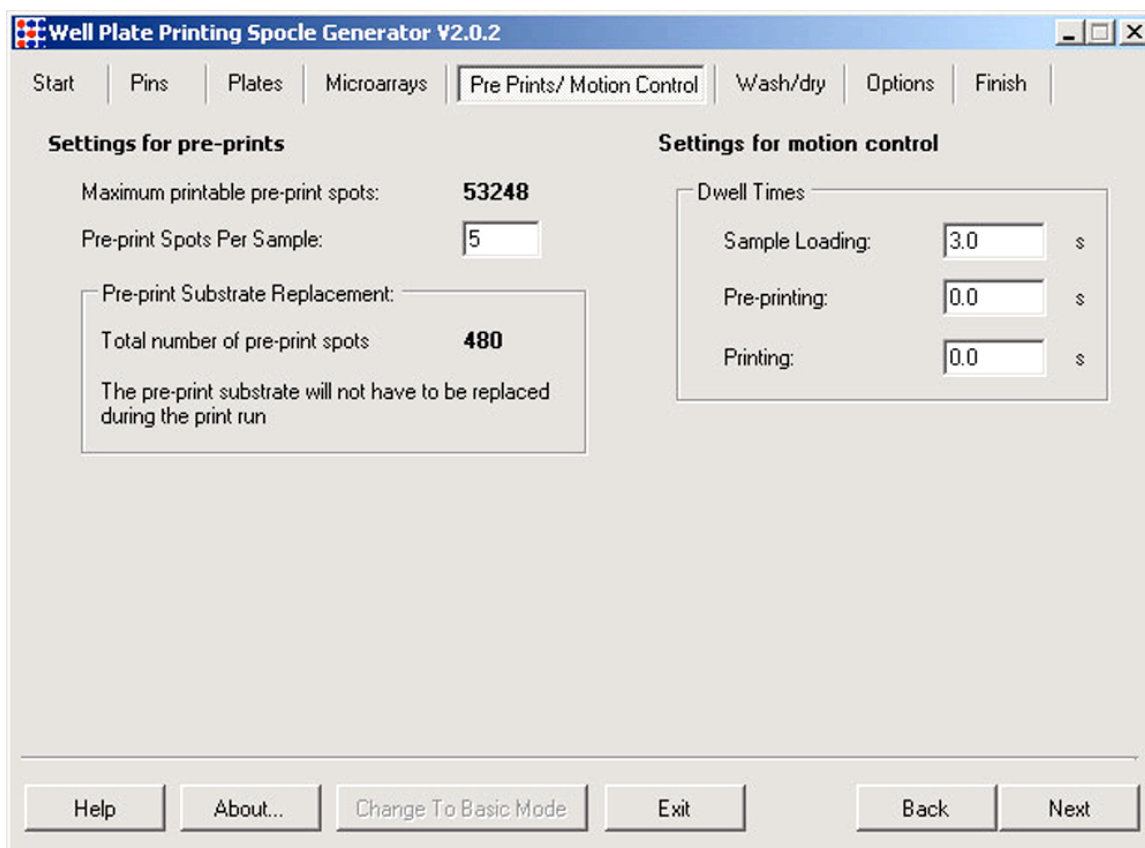 Well Plate Printing Spocle Generator V2.0.2
Start Pins Plates Microarrays Pre Prints/ Motion Control Wash/dry Options Finish
Settings for pre-prints
Maximum printable pre-print spots: 53248
Pre-print Spots Per Sample: 5
Pre-print Substrate Replacement:
Total number of pre-print spots 480
The pre-print substrate will not have to be replaced
during the print run
Settings for motion control
Dwell Times
Sample Loading: 3.0 s
Pre-printing: 0.0 s
Printing: 0.0 s
Help About... Change To Basic Mode Exit Back Next